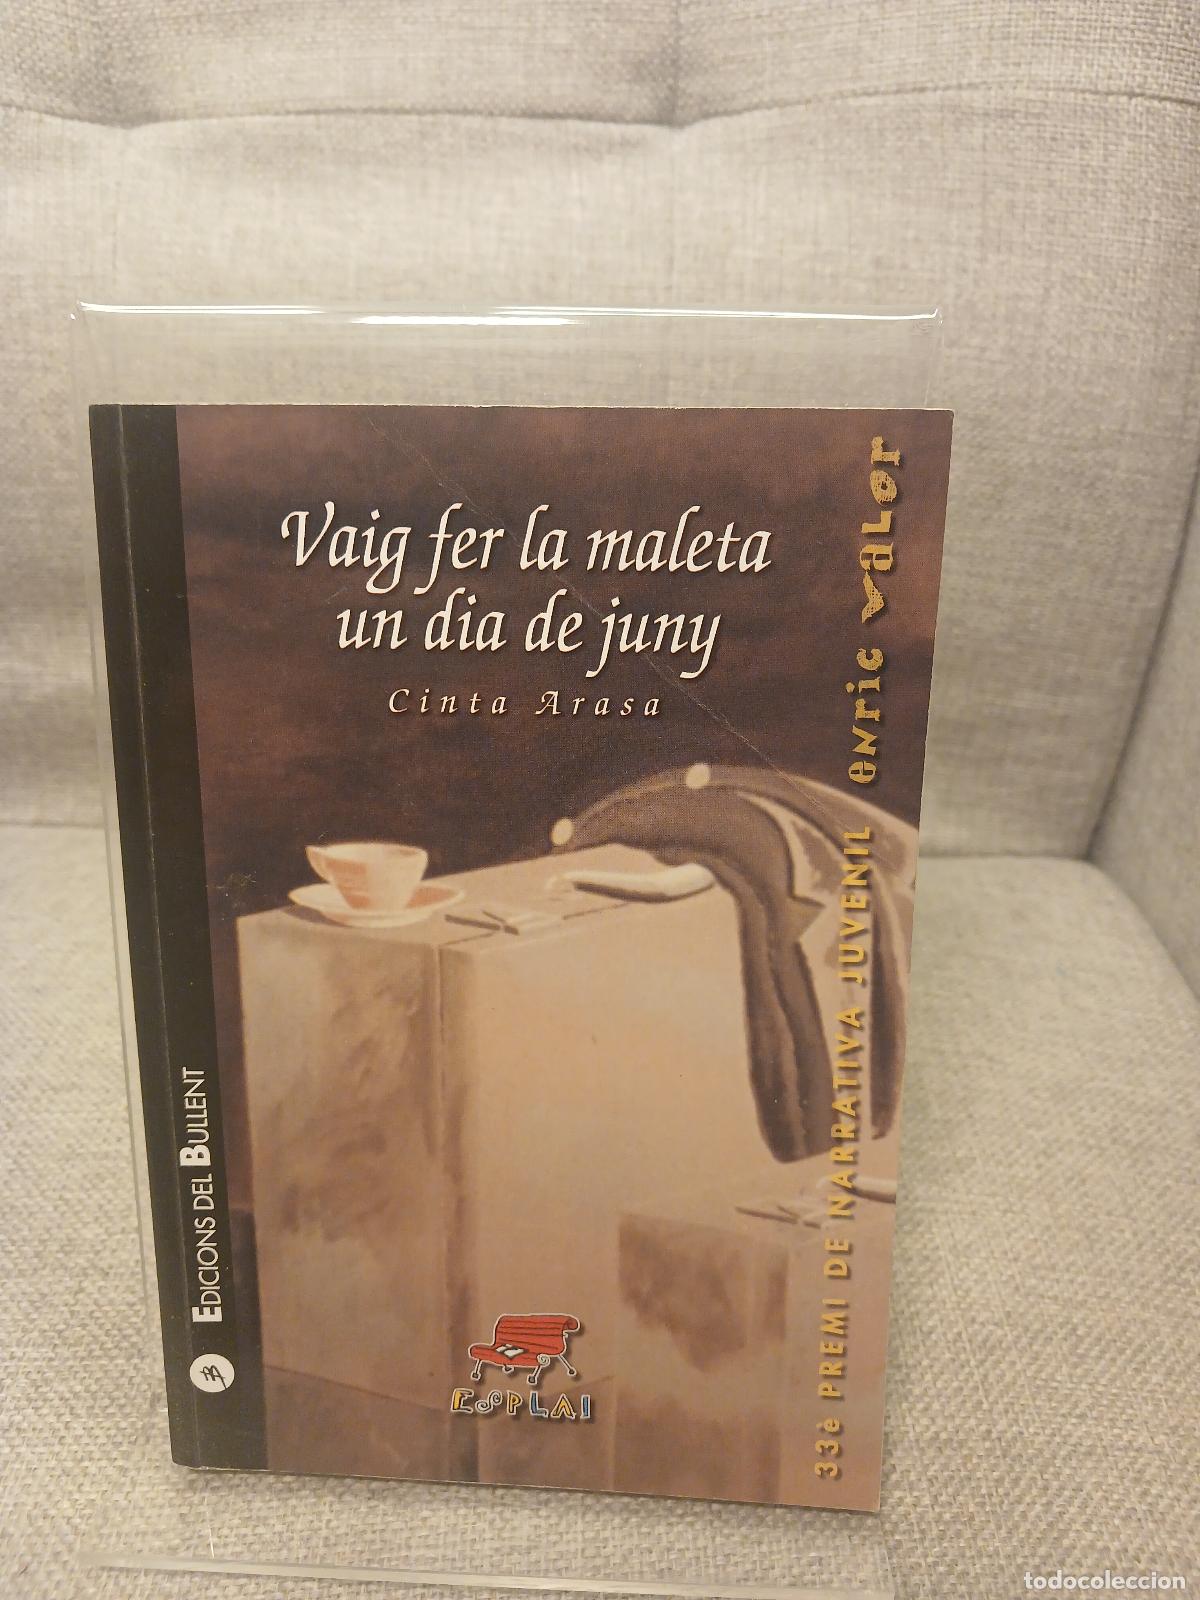 Vaig fer la maleta
un dia de juny
Cinta Arasa
33è PREMI DE NARRATIVA JUVENIL enric valor
EDICIONS DEL BULLENT
B
ESPLAI
todocoleccion